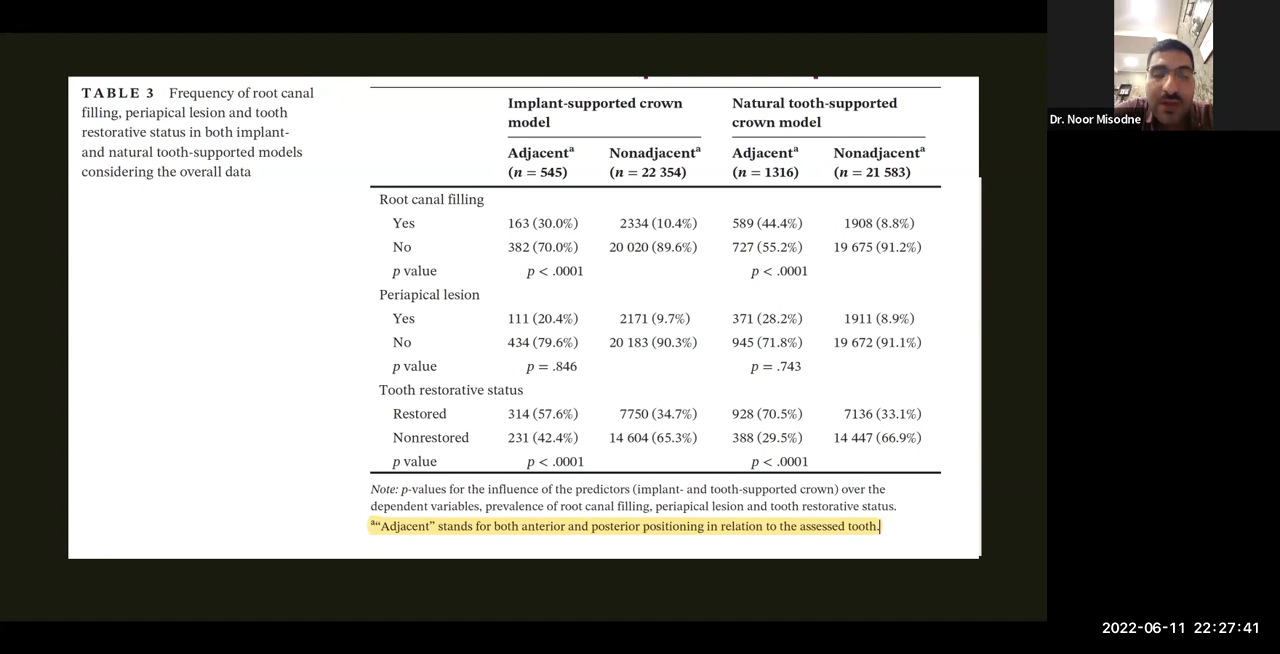 TABLE 3 Frequency of root canal
filling, periapical lesion and tooth
restorative status in both implant-
and natural tooth-supported models
considering the overall data
Implant-supported crown
model
Natural tooth-supported
crown model
Adjacentᵃ
(n = 545)
Nonadjacentᵃ
(n = 22 354)
Adjacentᵃ
(n = 1316)
Nonadjacentᵃ
(n = 21 583)
Root canal filling
Yes 163 (30.0%) 2334 (10.4%) 589 (44.4%) 1908 (8.8%)
No 382 (70.0%) 20 020 (89.6%) 727 (55.2%) 19 675 (91.2%)
p value p < .0001 p < .0001
Periapical lesion
Yes 111 (20.4%) 2171 (9.7%) 371 (28.2%) 1911 (8.9%)
No 434 (79.6%) 20 183 (90.3%) 945 (71.8%) 19 672 (91.1%)
p value p = .846 p = .743
Tooth restorative status
Restored 314 (57.6%) 7750 (34.7%) 928 (70.5%) 7136 (33.1%)
Nonrestored 231 (42.4%) 14 604 (65.3%) 388 (29.5%) 14 447 (66.9%)
p value p < .0001 p < .0001
Note: p-values for the influence of the predictors (implant- and tooth-supported crown) over the
dependent variables, prevalence of root canal filling, periapical lesion and tooth restorative status.
ᵃ“Adjacent” stands for both anterior and posterior positioning in relation to the assessed tooth.
Dr. Noor Misodne
2022-06-11 22:27:41